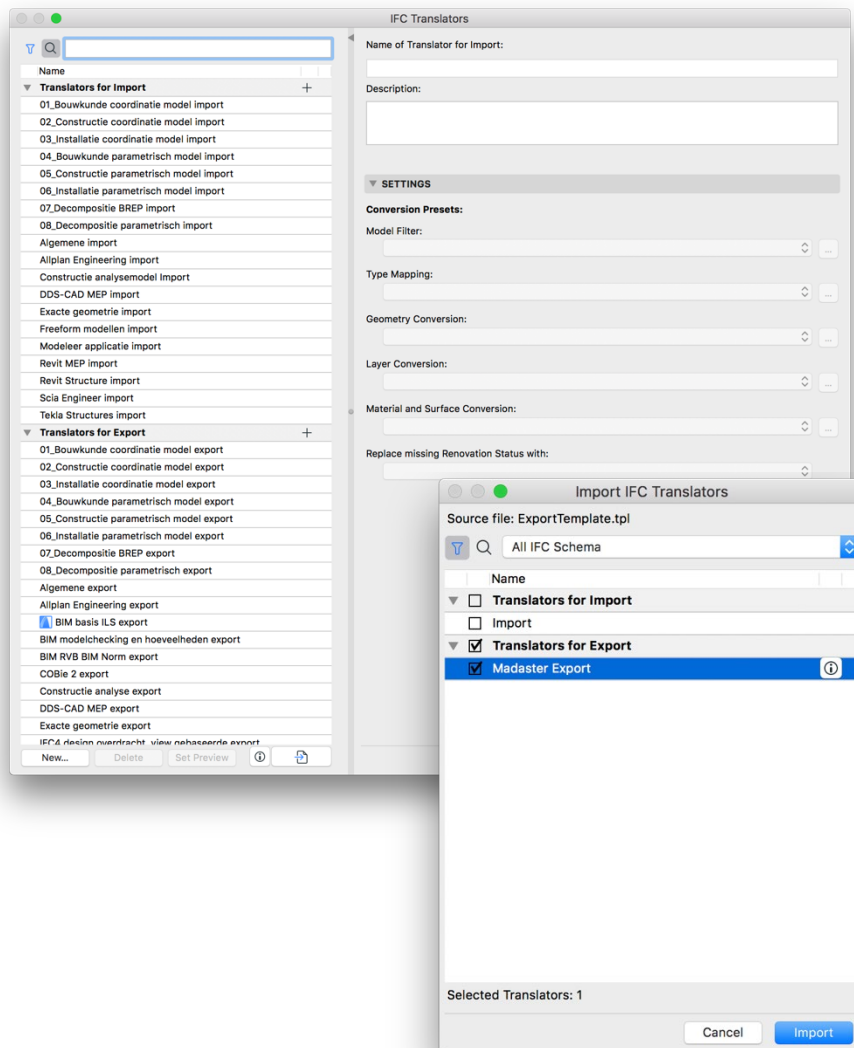 IFC Translators
Name
Translators for Import
01_Bouwkunde coordinatie model import
02_Constructie coordinatie model import
03_Installatie coordinatie model import
04_Bouwkunde parametrisch model import
05_Constructie parametrisch model import
06_Installatie parametrisch model import
07_Decompositie BREP import
08_Decompositie parametrisch import
Algemene import
Allplan Engineering import
Constructie analysemodel Import
DDS-CAD MEP import
Exacte geometrie import
Freeform modellen import
Modeleer applicatie import
Revit MEP import
Revit Structure import
Scia Engineer import
Tekla Structures import
Translators for Export
01_Bouwkunde coordinatie model export
02_Constructie coordinatie model export
03_Installatie coordinatie model export
04_Bouwkunde parametrisch model export
05_Constructie parametrisch model export
06_Installatie parametrisch model export
07_Decompositie BREP export
08_Decompositie parametrisch export
Algemene export
Allplan Engineering export
BIM basis ILS export
BIM modelchecking en hoeveelheden export
BIM RVB BIM Norm export
COBie 2 export
Constructie analyse export
DDS-CAD MEP export
Exacte geometrie export
IFC4 design overdracht_view gebaseerde export
New...
Delete
Set Preview
Name of Translator for Import:
Description:
SETTINGS
Conversion Presets:
Model Filter:
...
Type Mapping:
...
Geometry Conversion:
...
Layer Conversion:
...
Material and Surface Conversion:
...
Replace missing Renovation Status with:
Import IFC Translators
Source file: ExportTemplate.tpl
All IFC Schema
Name
Translators for Import
Import
Translators for Export
Madaster Export
Selected Translators: 1
Cancel
Import